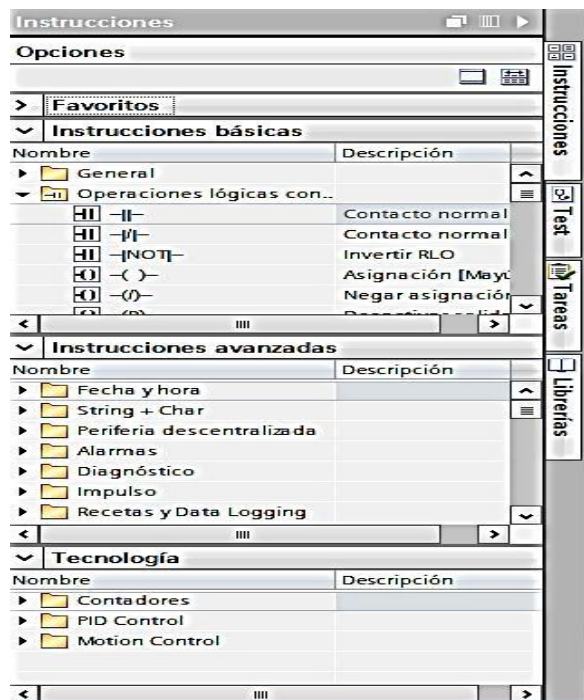 Instrucciones
Opciones
Favoritos
Instrucciones básicas
Nombre Descripción
General
Operaciones lógicas con...
-||- Contacto normal
-|/|- Contacto normal
-|NOT|- Invertir RLO
-( )- Asignación [Mayú
-(/)- Negar asignación
Instrucciones avanzadas
Nombre Descripción
Fecha y hora
String + Char
Periferia descentralizada
Alarmas
Diagnóstico
Impulso
Recetas y Data Logging
Tecnología
Nombre Descripción
Contadores
PID Control
Motion Control
Instrucciones
Test
Tareas
Librerías